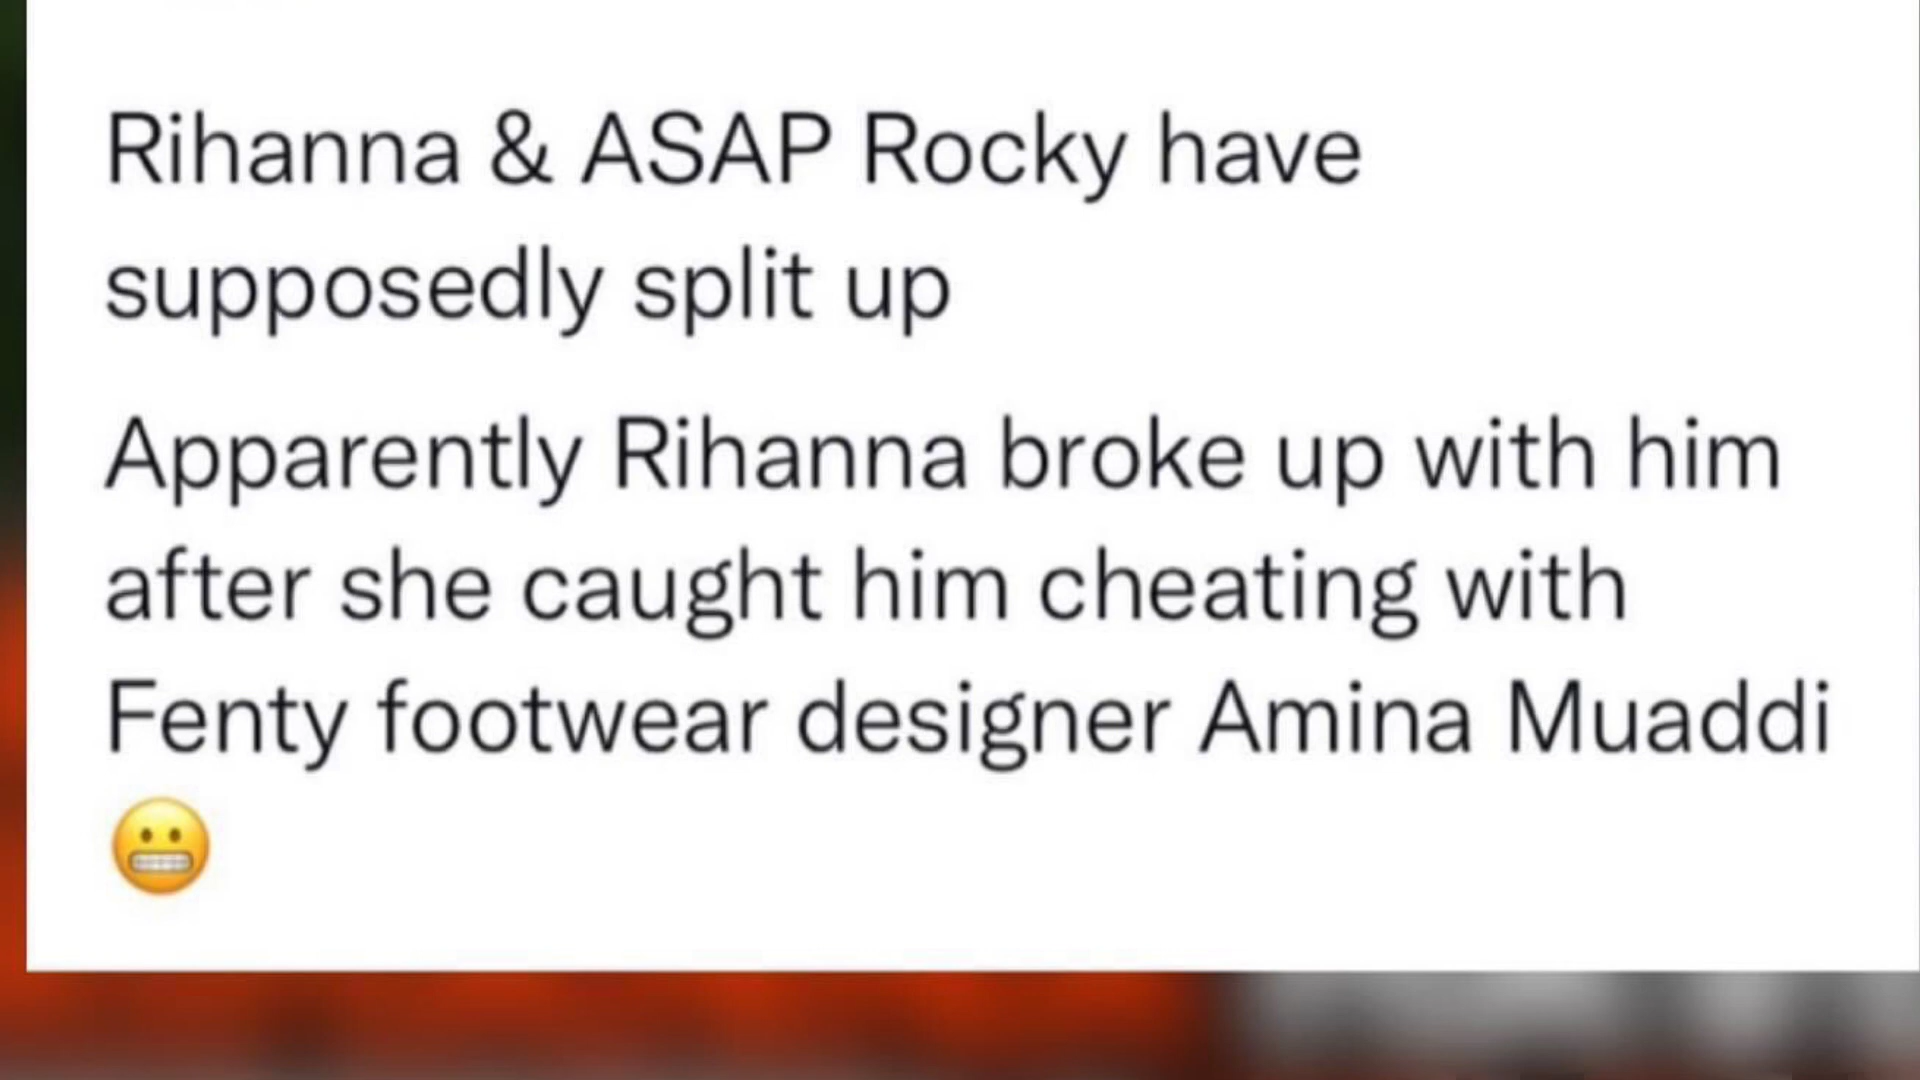 Rihanna & ASAP Rocky have
supposedly split up
Apparently Rihanna broke up with him
after she caught him cheating with
Fenty footwear designer Amina Muaddi
😬